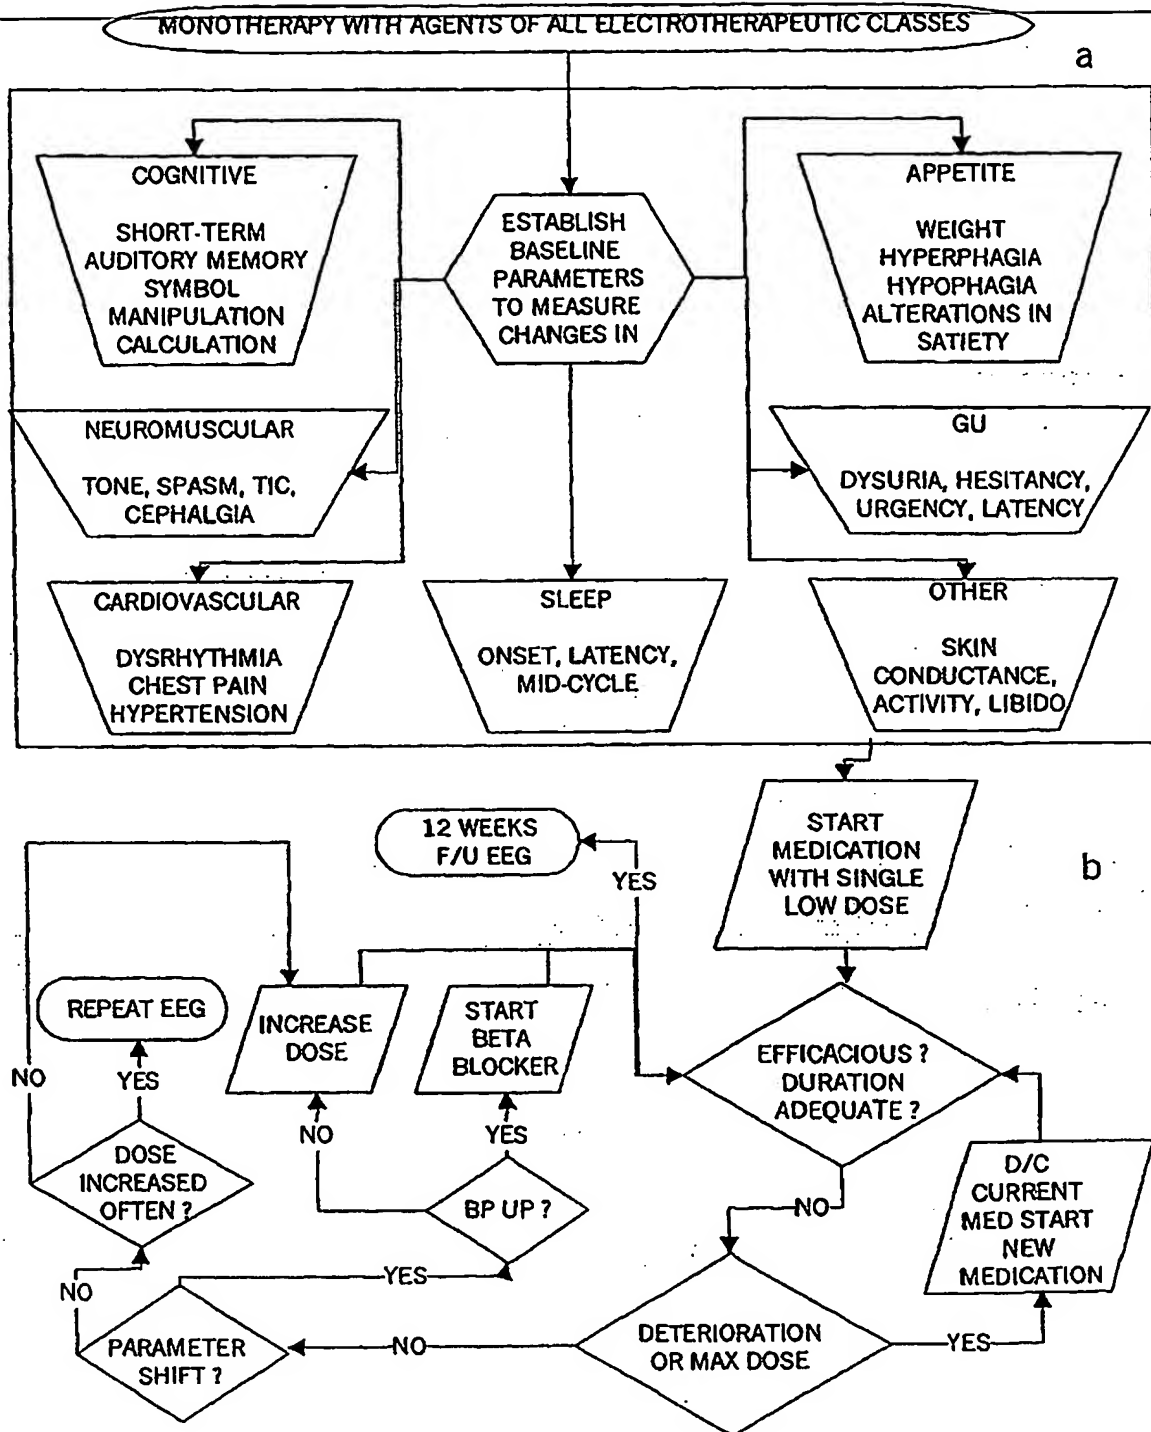 MONOTHERAPY WITH AGENTS OF ALL ELECTROTHERAPEUTIC CLASSES
a
COGNITIVE
SHORT-TERM
AUDITORY MEMORY
SYMBOL
MANIPULATION
CALCULATION
ESTABLISH
BASELINE
PARAMETERS
TO MEASURE
CHANGES IN
APPETITE
WEIGHT
HYPERPHAGIA
HYPOPHAGIA
ALTERATIONS IN
SATIETY
NEUROMUSCULAR
TONE, SPASM, TIC,
CEPHALGIA
GU
DYSURIA, HESITANCY,
URGENCY, LATENCY
CARDIOVASCULAR
DYSRHYTHMIA
CHEST PAIN
HYPERTENSION
SLEEP
ONSET, LATENCY,
MID-CYCLE
OTHER
SKIN
CONDUCTANCE,
ACTIVITY, LIBIDO
START
MEDICATION
WITH SINGLE
LOW DOSE
b
12 WEEKS
F/U EEG
YES
REPEAT EEG
INCREASE
DOSE
START
BETA
BLOCKER
EFFICACIOUS ?
DURATION
ADEQUATE ?
NO
YES
NO
YES
DOSE
INCREASED
OFTEN ?
BP UP ?
NO
D/C
CURRENT
MED START
NEW
MEDICATION
NO
YES
PARAMETER
SHIFT ?
NO
DETERIORATION
OR MAX DOSE
YES